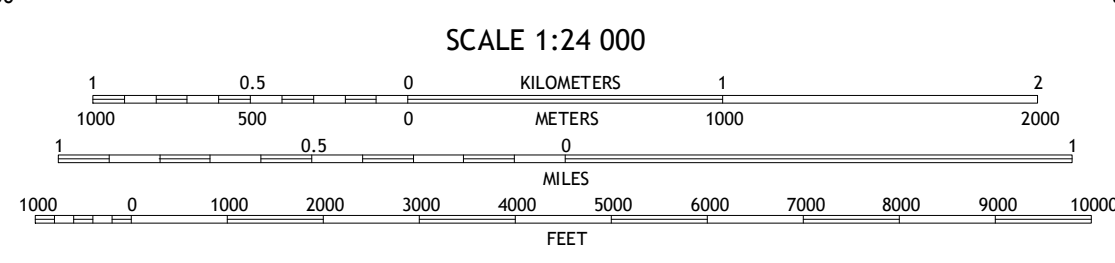 SCALE 1:24 000
1 0.5 0 KILOMETERS 1 2
1000 500 0 METERS 1000 2000
1 0.5 0 1
MILES
1000 0 1000 2000 3000 4000 5000 6000 7000 8000 9000 10000
FEET